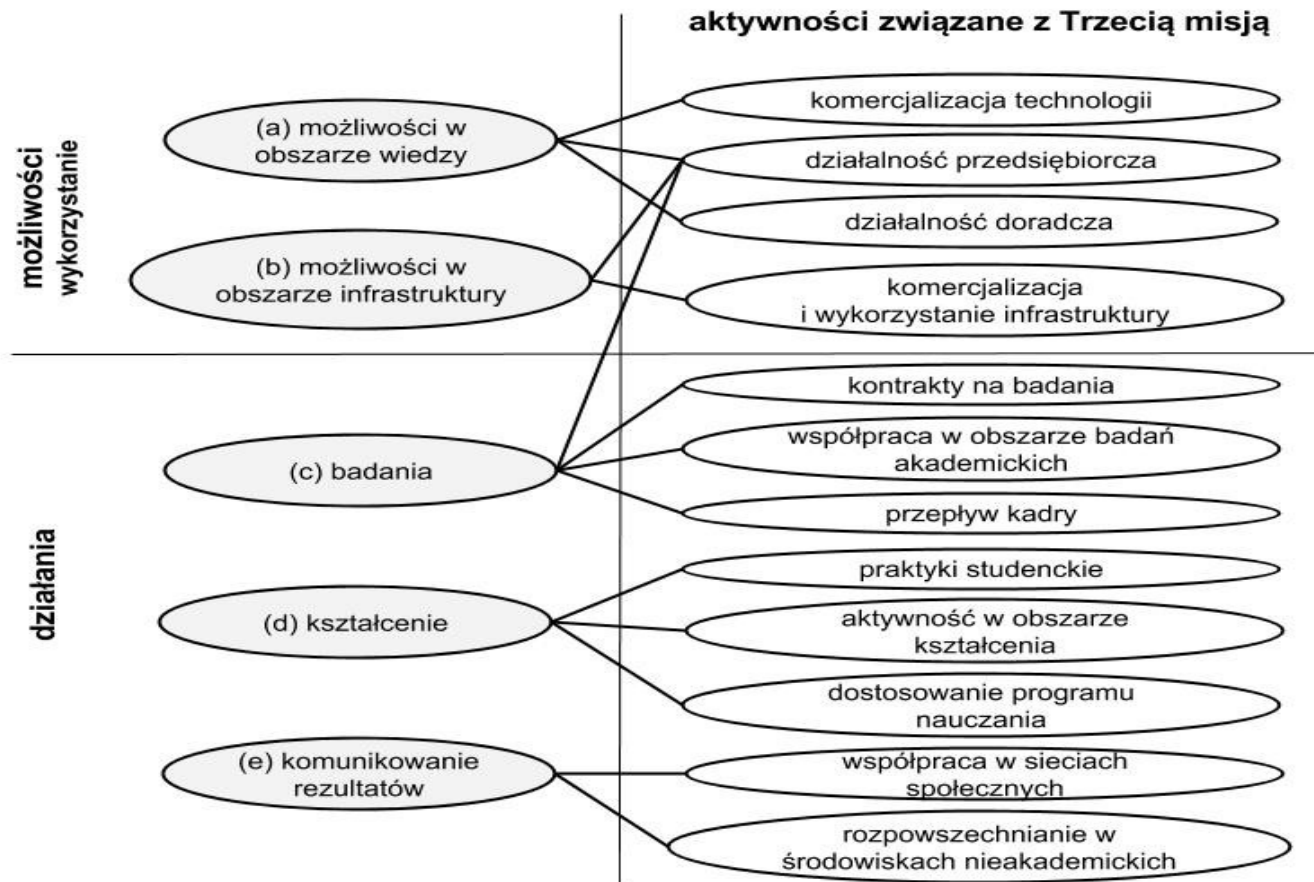 aktywności związane z Trzecią misją
możliwości
wykorzystanie
(a) możliwości w
obszarze wiedzy
(b) możliwości w
obszarze infrastruktury
komercjalizacja technologii
działalność przedsiębiorcza
działalność doradcza
komercjalizacja
i wykorzystanie infrastruktury
działania
(c) badania
(d) kształcenie
(e) komunikowanie
rezultatów
kontrakty na badania
współpraca w obszarze badań
akademickich
przepływ kadry
praktyki studenckie
aktywność w obszarze
kształcenia
dostosowanie programu
nauczania
współpraca w sieciach
społecznych
rozpowszechnianie w
środowiskach nieakademickich